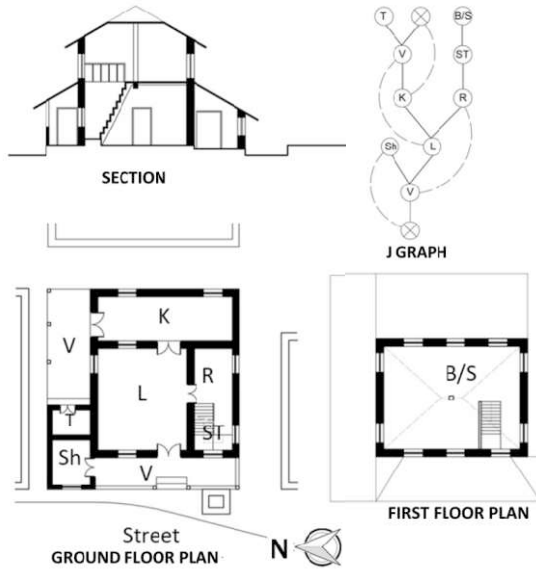 SECTION
T
B/S
V
ST
K
R
Sh
L
V
J GRAPH
K
V
L
R
T
ST
Sh
V
Street
GROUND FLOOR PLAN
N
B/S
FIRST FLOOR PLAN